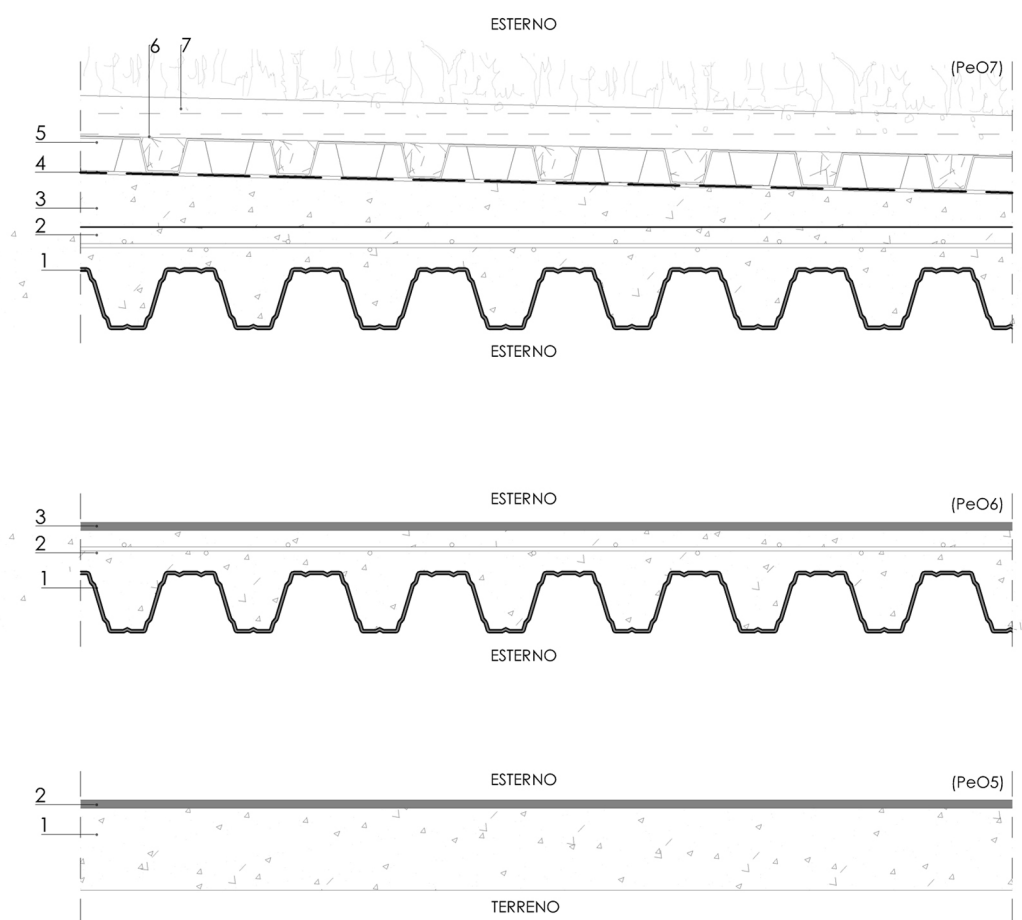 ESTERNO
6 7
(PeO7)
5
4
3
2
1
ESTERNO
ESTERNO
(PeO6)
3
2
1
ESTERNO
ESTERNO
(PeO5)
2
1
TERRENO